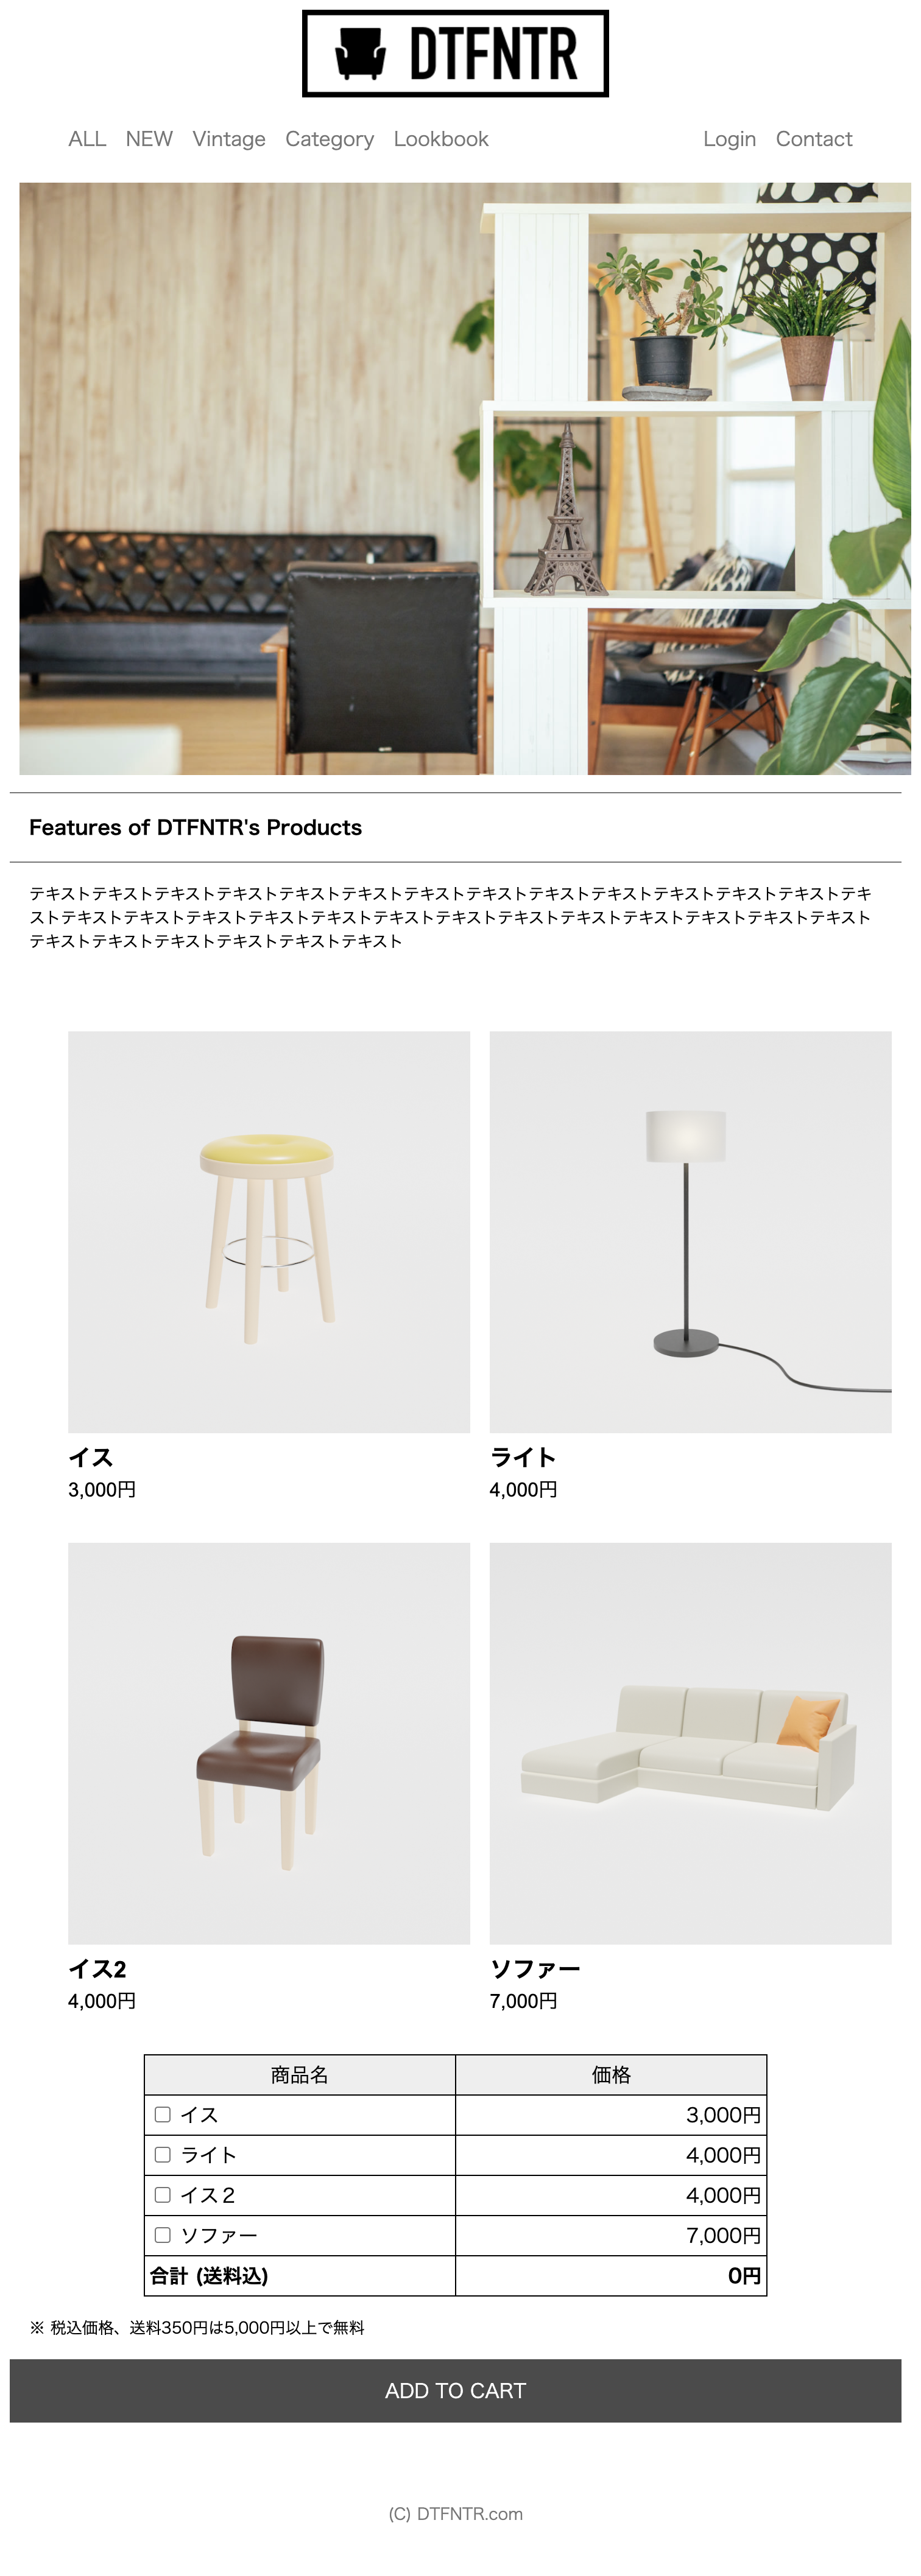 DTFNTR
ALL NEW Vintage Category Lookbook Login Contact
Features of DTFNTR's Products
テキストテキストテキストテキストテキストテキストテキストテキストテキストテキストテキストテキストテキストテキ
ストテキストテキストテキストテキストテキストテキストテキストテキストテキストテキストテキストテキストテキスト
テキストテキストテキストテキストテキストテキスト
イス ライト
3,000円 4,000円
イス2 ソファー
4,000円 7,000円
商品名 価格
イス 3,000円
ライト 4,000円
イス２ 4,000円
ソファー 7,000円
合計 (送料込) 0円
※ 税込価格、送料350円は5,000円以上で無料
ADD TO CART
(C) DTFNTR.com